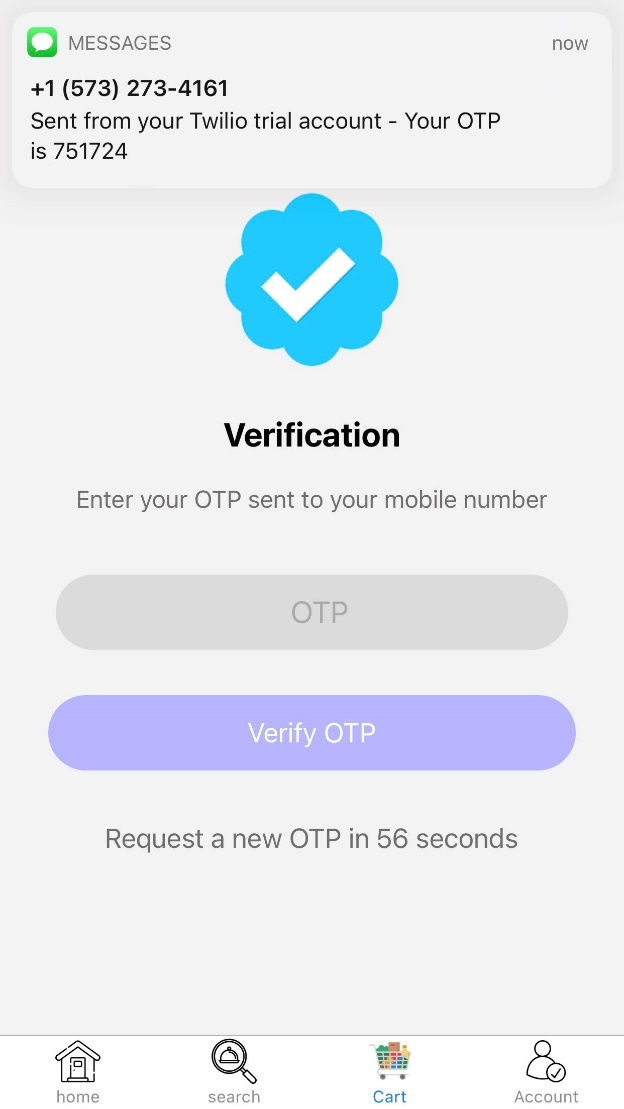 MESSAGES
now
+1 (573) 273-4161
Sent from your Twilio trial account - Your OTP
is 751724
Verification
Enter your OTP sent to your mobile number
OTP
Verify OTP
Request a new OTP in 56 seconds
home
search
Cart
Account